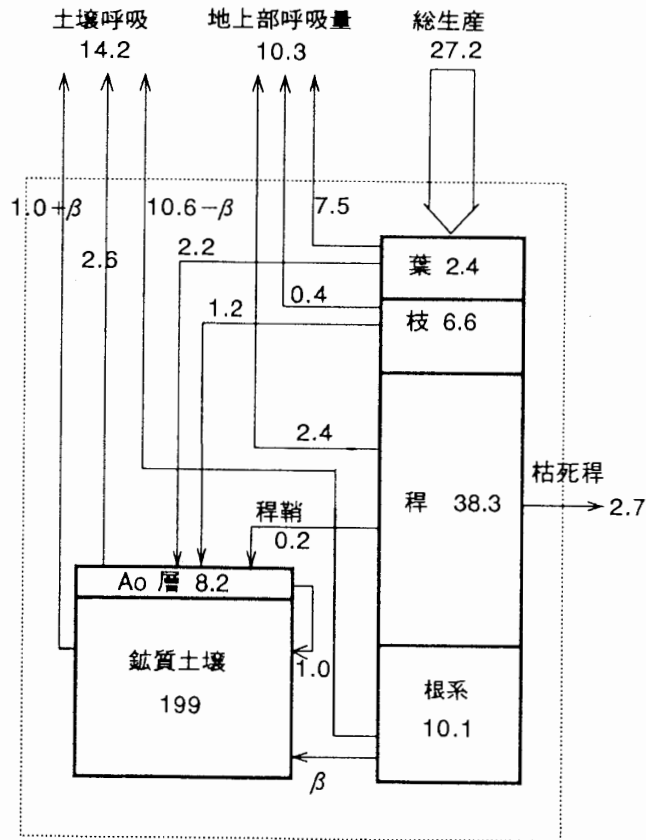 土壌呼吸
14.2
地上部呼吸量
10.3
総生産
27.2
1.0+β
10.6−β
7.5
2.6
2.2
葉 2.4
0.4
1.2
枝 6.6
2.4
稈 38.3
枯死稈
2.7
稈鞘
0.2
Ao 層 8.2
鉱質土壌
199
1.0
根系
10.1
β